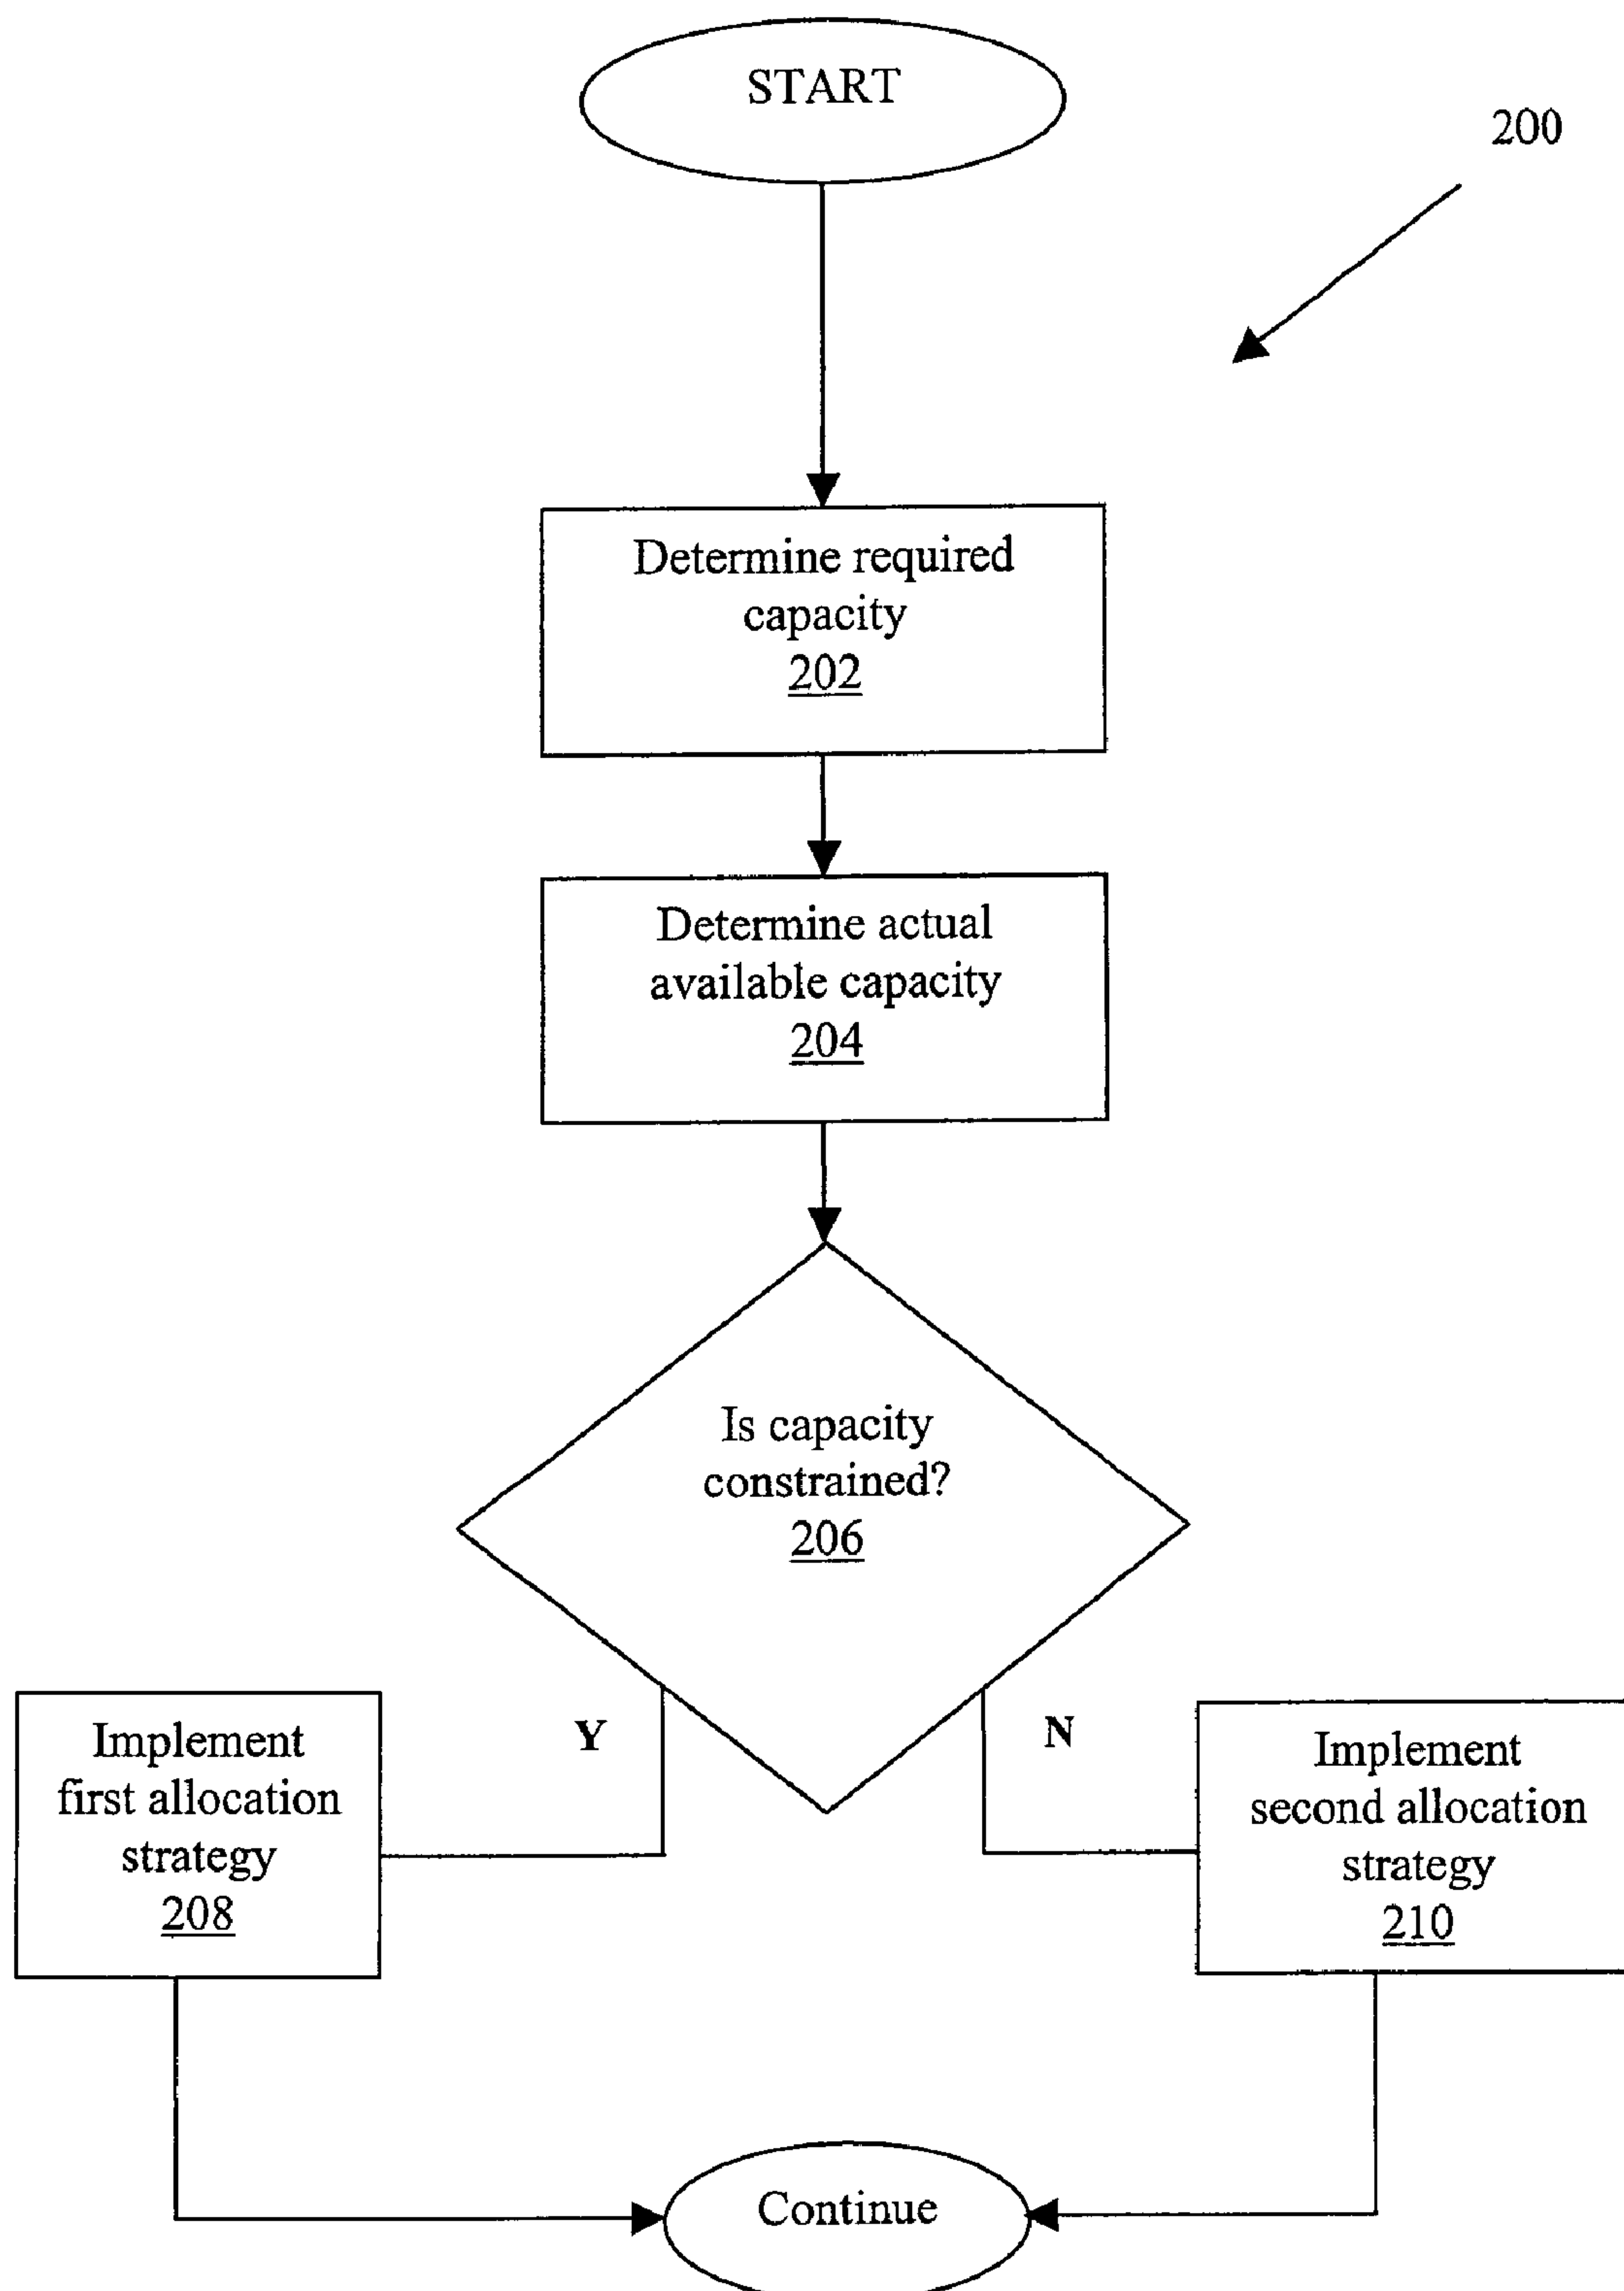 START
200
Determine required
capacity
202
Determine actual
available capacity
204
Is capacity
constrained?
206
Y
N
Implement
first allocation
strategy
208
Implement
second allocation
strategy
210
Continue